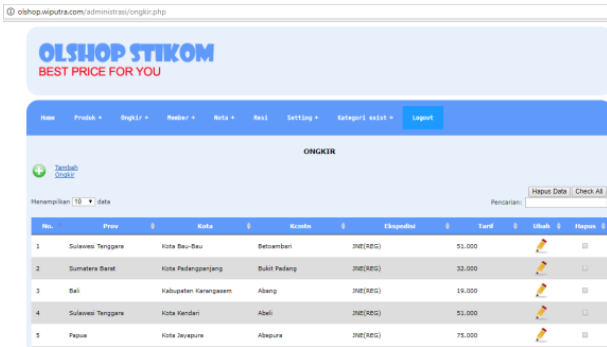 olshop.wiputra.com/administrasi/ongkir.php
OLSHOP STIKOM
BEST PRICE FOR YOU
Home Produk + Ongkir + Member + Nota + Resi Setting + Kategori exist + Logout
ONGKIR
Tambah
Ongkir
Hapus Data Check All
Menampilkan 10 data Pencarian:
No. Prov Kota Kcmtn Ekspedisi Tarif Ubah Hapus
1 Sulawesi Tenggara Kota Bau-Bau Betoambari JNE(REG) 51.000
2 Sumatera Barat Kota Padangpanjang Bukit Padang JNE(REG) 32.000
3 Bali Kabupaten Karangasem Abang JNE(REG) 19.000
4 Sulawesi Tenggara Kota Kendari Abeli JNE(REG) 51.000
5 Papua Kota Jayapura Abepura JNE(REG) 75.000